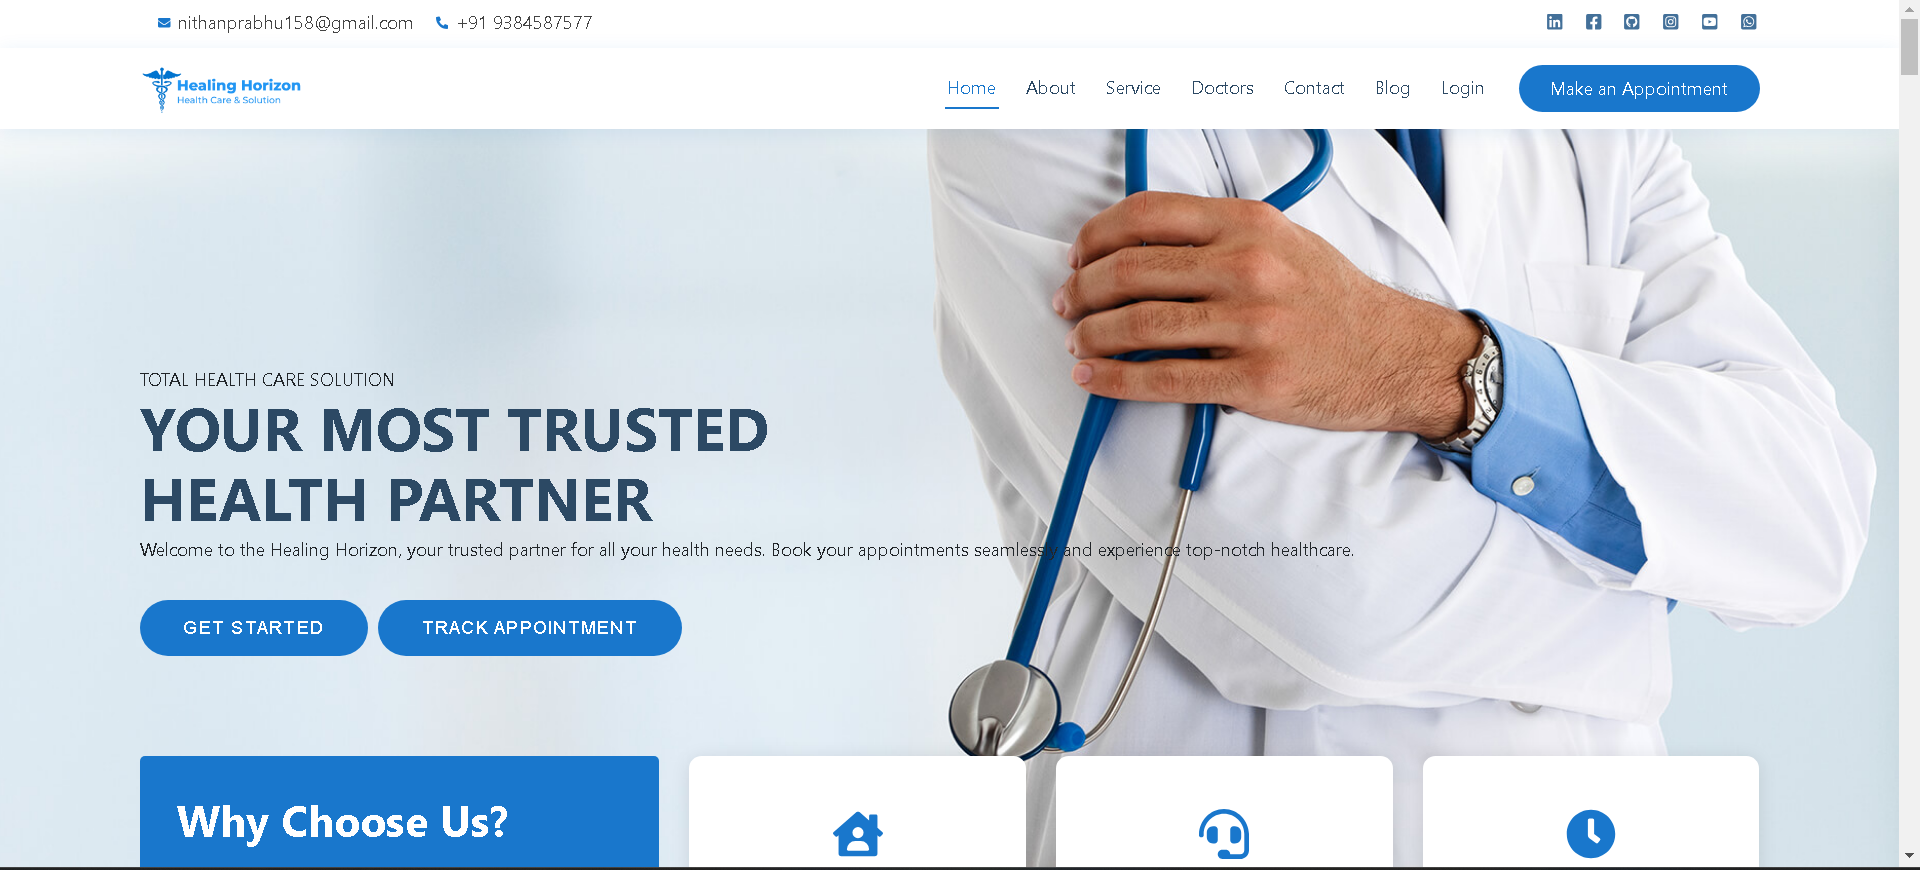 nithanprabhu158@gmail.com +91 9384587577
Healing Horizon
Health Care & Solution
Home About Service Doctors Contact Blog Login Make an Appointment
TOTAL HEALTH CARE SOLUTION
YOUR MOST TRUSTED
HEALTH PARTNER
Welcome to the Healing Horizon, your trusted partner for all your health needs. Book your appointments seamlessly and experience top-notch healthcare.
GET STARTED TRACK APPOINTMENT
Why Choose Us?